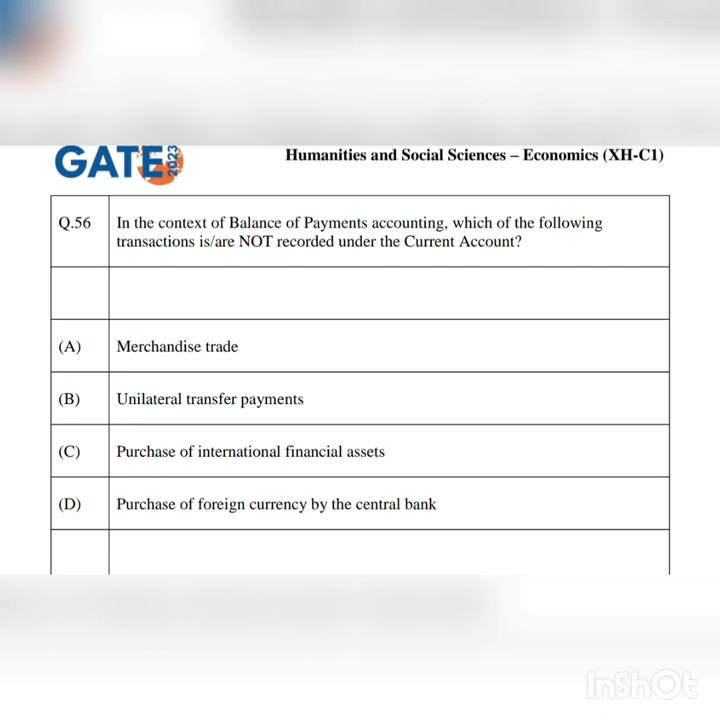 GATE 2023
Humanities and Social Sciences – Economics (XH-C1)
Q.56
In the context of Balance of Payments accounting, which of the following
transactions is/are NOT recorded under the Current Account?
(A) Merchandise trade
(B) Unilateral transfer payments
(C) Purchase of international financial assets
(D) Purchase of foreign currency by the central bank
InShOt